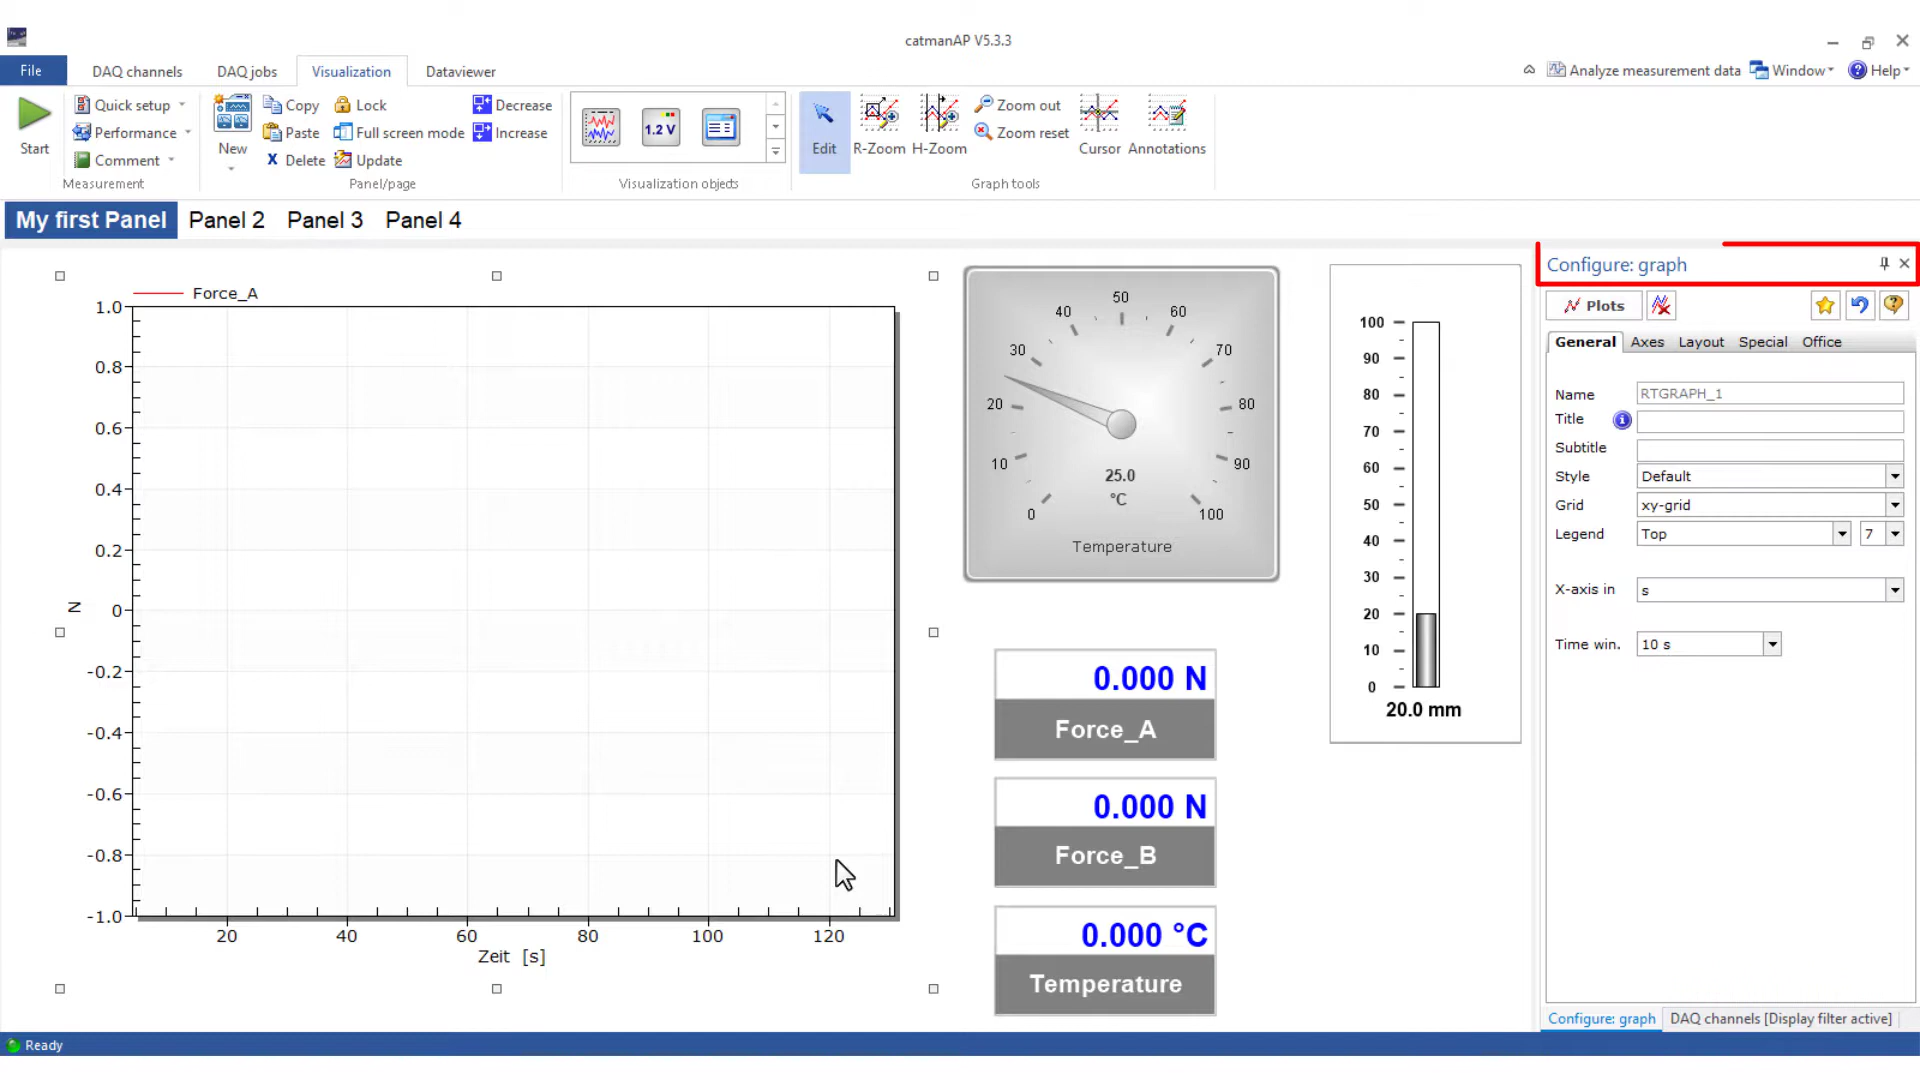 catmanAP V5.3.3
File
DAQ channels
DAQ jobs
Visualization
Dataviewer
Analyze measurement data
Window
Help
Start
Quick setup
Performance
Comment
Measurement
New
Copy
Paste
X Delete
Lock
Full screen mode
Update
Decrease
Increase
Panel/page
1.2 V
Visualization objects
Edit
R-Zoom
H-Zoom
Zoom out
Zoom reset
Cursor
Annotations
Graph tools
My first Panel
Panel 2
Panel 3
Panel 4
Force_A
1.0
0.8
0.6
0.4
0.2
0
-0.2
-0.4
-0.6
-0.8
-1.0
N
20 40 60 80 100 120
Zeit [s]
0
10
20
30
40
50
60
70
80
90
100
25.0
°C
Temperature
0.000 N
Force_A
0.000 N
Force_B
0.000 °C
Temperature
100
90
80
70
60
50
40
30
20
10
0
20.0 mm
Configure: graph
Plots
General Axes Layout Special Office
Name RTGRAPH_1
Title
Subtitle
Style Default
Grid xy-grid
Legend Top 7
X-axis in s
Time win. 10 s
Configure: graph
DAQ channels [Display filter active]
Ready